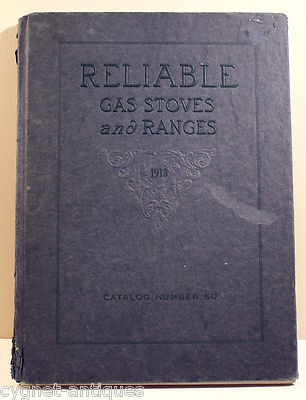 RELIABLE
GAS STOVES
and RANGES
1913
CATALOG NUMBER 50
cygnet-antiques